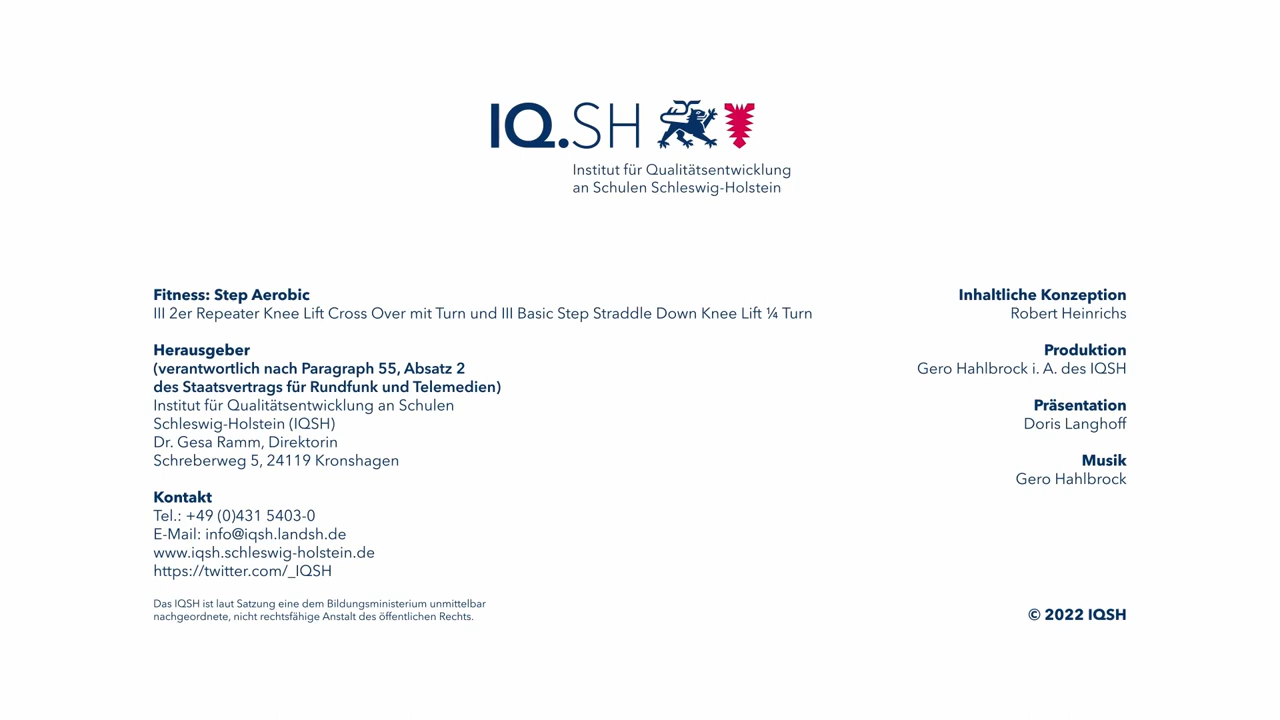 IQ.SH
Institut für Qualitätsentwicklung
an Schulen Schleswig-Holstein
Fitness: Step Aerobic
III 2er Repeater Knee Lift Cross Over mit Turn und III Basic Step Straddle Down Knee Lift ¼ Turn
Herausgeber
(verantwortlich nach Paragraph 55, Absatz 2
des Staatsvertrags für Rundfunk und Telemedien)
Institut für Qualitätsentwicklung an Schulen
Schleswig-Holstein (IQSH)
Dr. Gesa Ramm, Direktorin
Schreberweg 5, 24119 Kronshagen
Kontakt
Tel.: +49 (0)431 5403-0
E-Mail: info@iqsh.landsh.de
www.iqsh.schleswig-holstein.de
https://twitter.com/_IQSH
Das IQSH ist laut Satzung eine dem Bildungsministerium unmittelbar
nachgeordnete, nicht rechtsfähige Anstalt des öffentlichen Rechts.
Inhaltliche Konzeption
Robert Heinrichs
Produktion
Gero Hahlbrock i. A. des IQSH
Präsentation
Doris Langhoff
Musik
Gero Hahlbrock
© 2022 IQSH